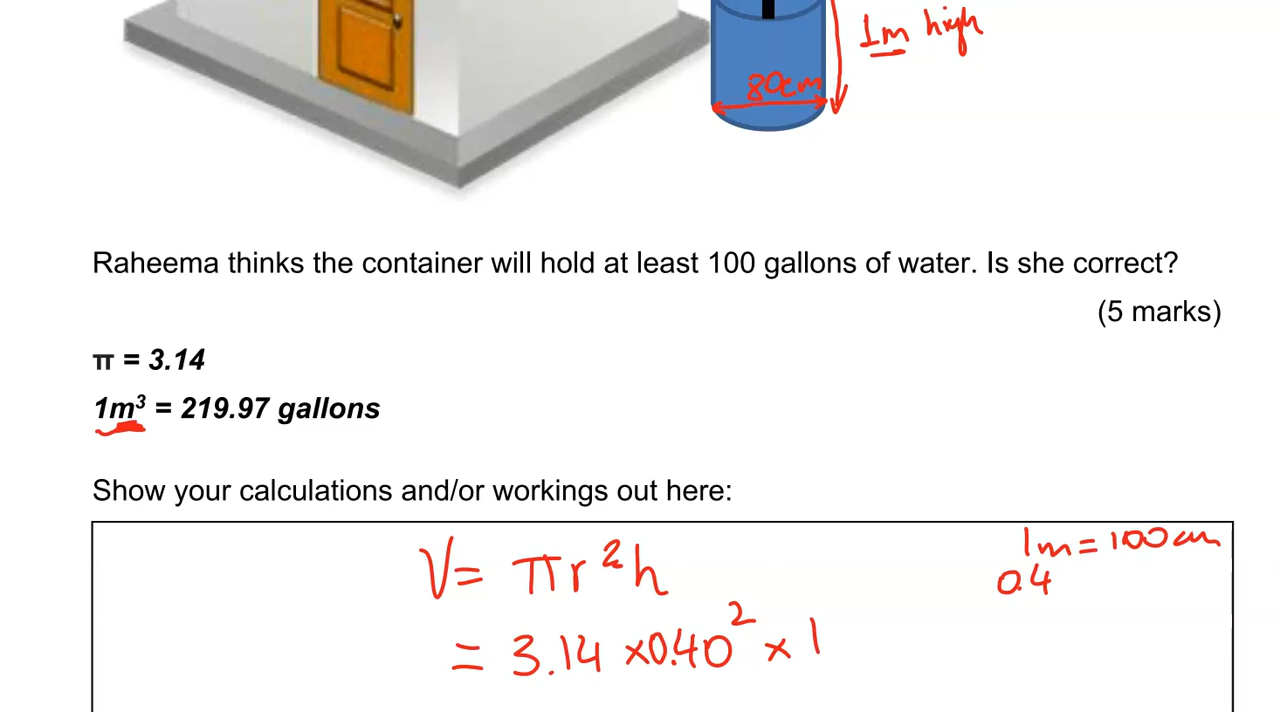 1m high
80cm
Raheema thinks the container will hold at least 100 gallons of water. Is she correct?
(5 marks)
π = 3.14
1m³ = 219.97 gallons
Show your calculations and/or workings out here:
1m = 100cm
V = πr²h
0.4
= 3.14 × 0.40² × 1